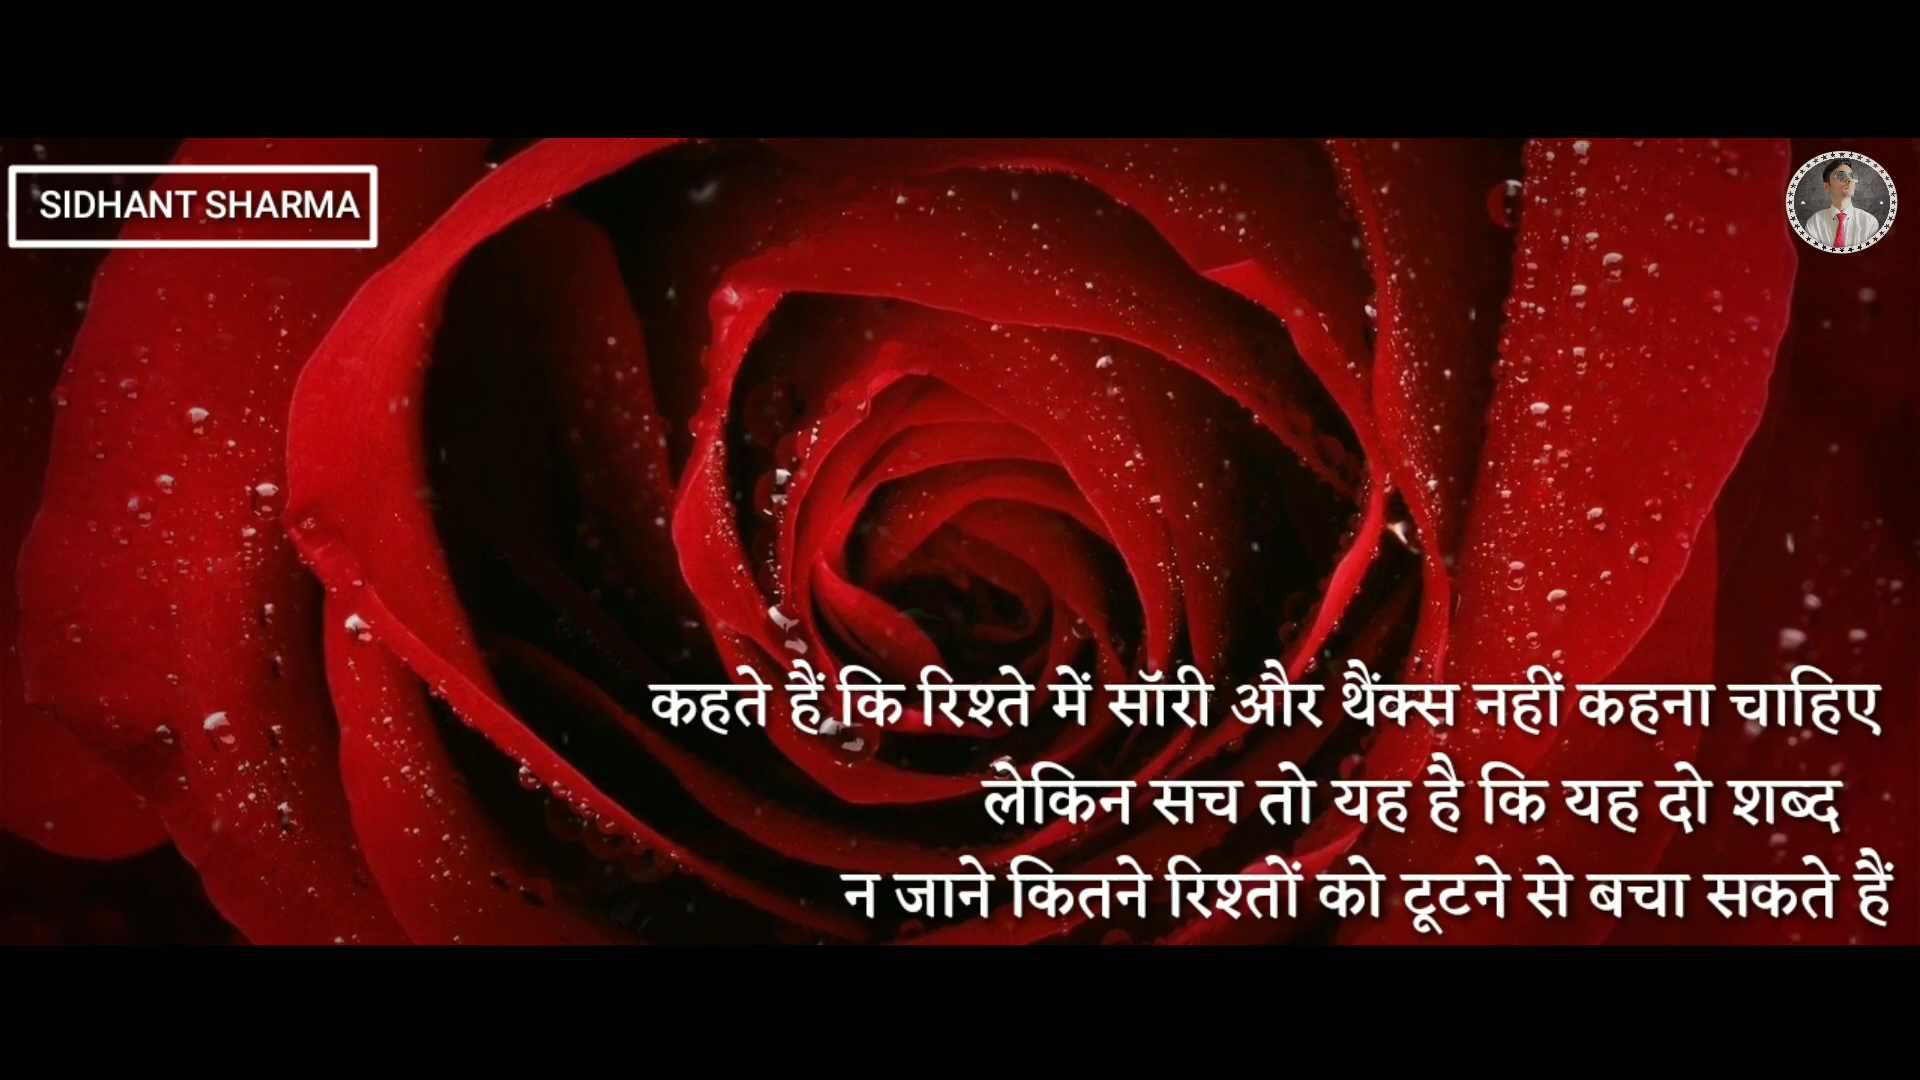 SIDHANT SHARMA
कहते हैं कि रिश्ते में सॉरी और थैंक्स नहीं कहना चाहिए
लेकिन सच तो यह है कि यह दो शब्द
न जाने कितने रिश्तों को टूटने से बचा सकते हैं